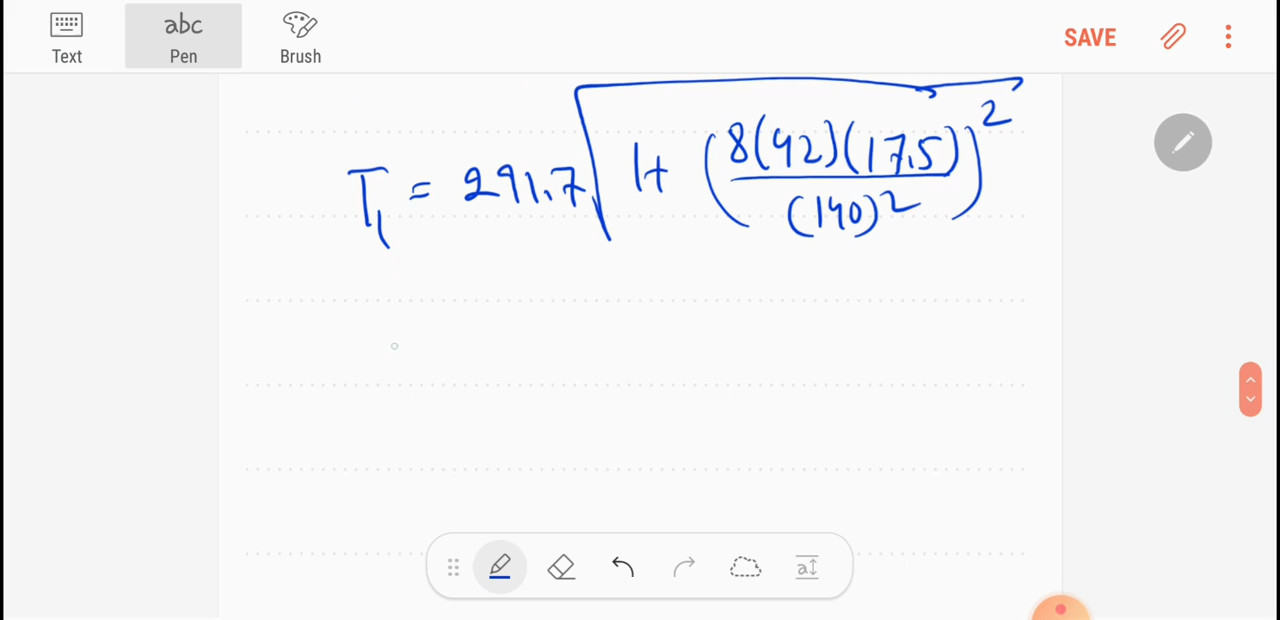 abc
SAVE
Text
Pen
Brush
T₁ = 291.7 √(1 + (8(42)(17.5)/(140)²)²)
a